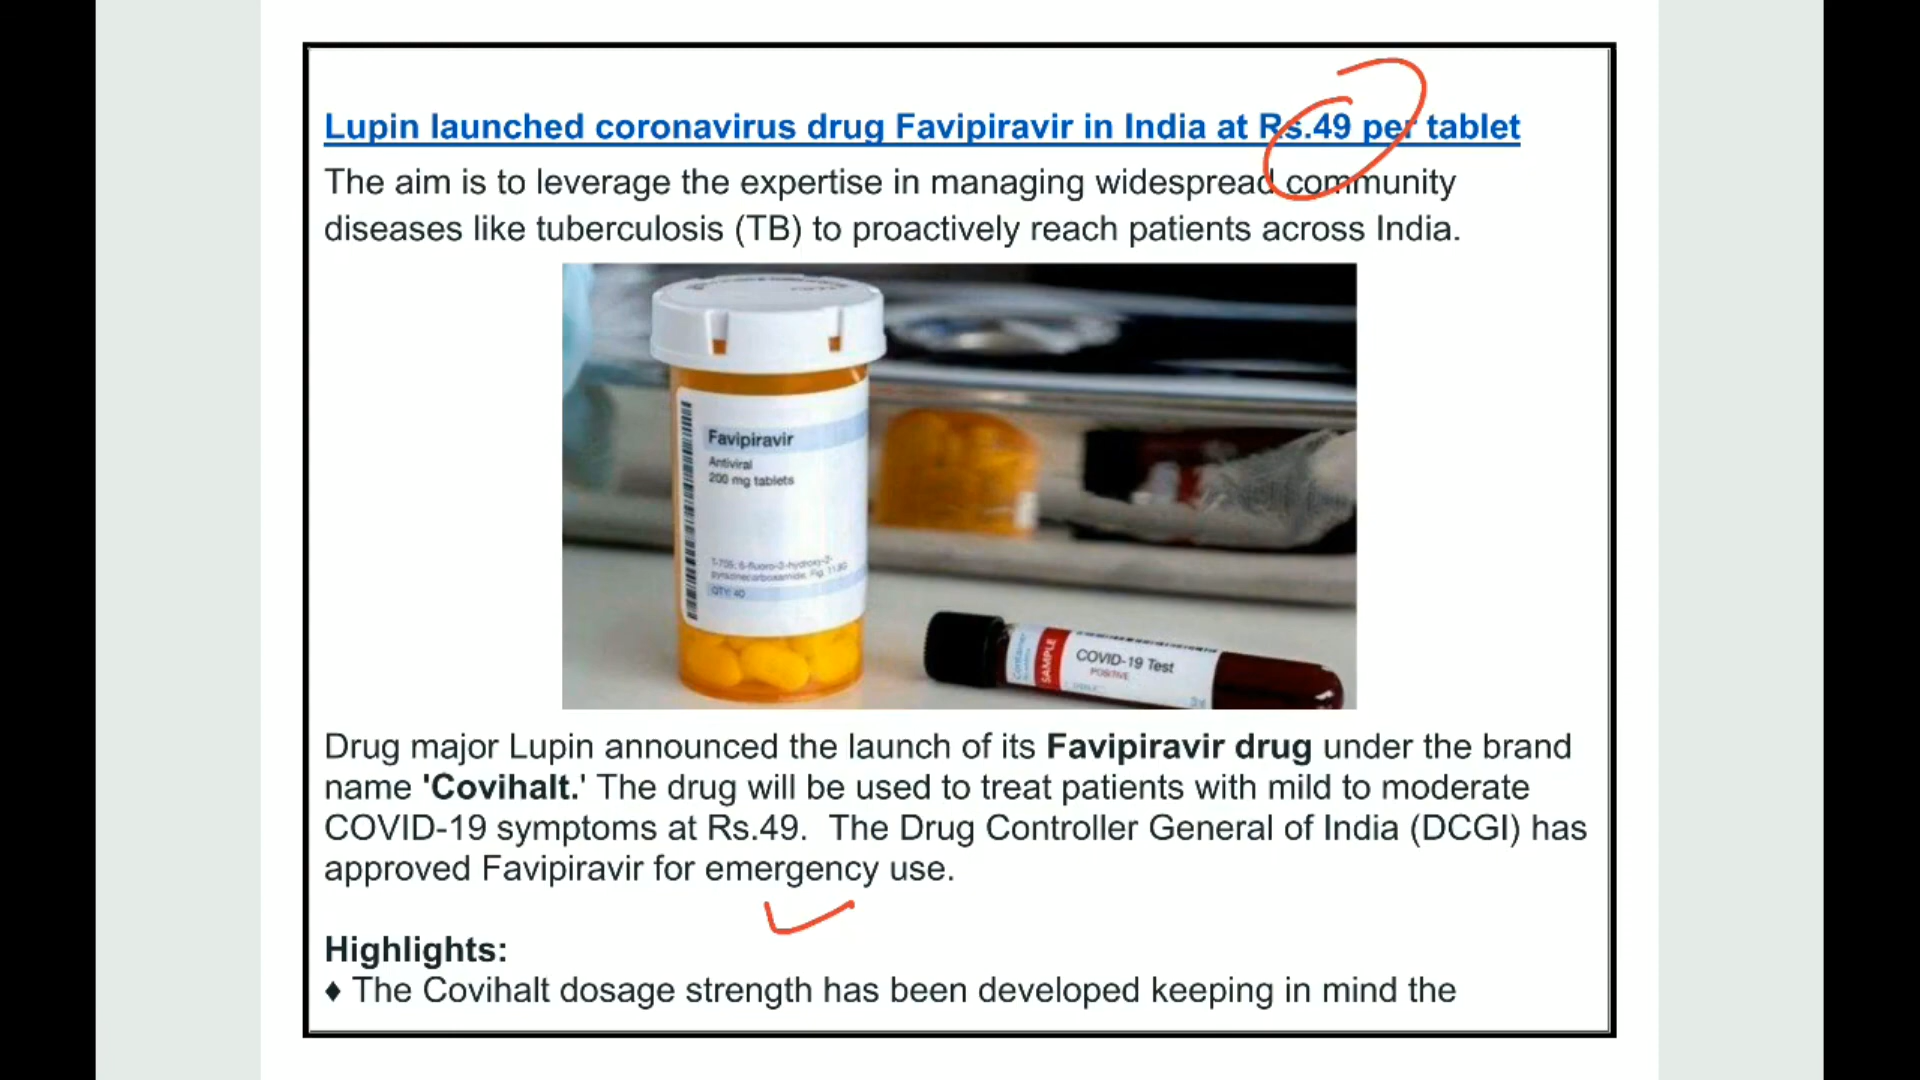 Lupin launched coronavirus drug Favipiravir in India at Rs.49 per tablet
The aim is to leverage the expertise in managing widespread community
diseases like tuberculosis (TB) to proactively reach patients across India.
Favipiravir
Antiviral
200 mg tablets
QTY: 40
SAMPLE
COVID-19 Test
POSITIVE
Drug major Lupin announced the launch of its Favipiravir drug under the brand
name 'Covihalt.' The drug will be used to treat patients with mild to moderate
COVID-19 symptoms at Rs.49.  The Drug Controller General of India (DCGI) has
approved Favipiravir for emergency use.
Highlights:
♦ The Covihalt dosage strength has been developed keeping in mind the